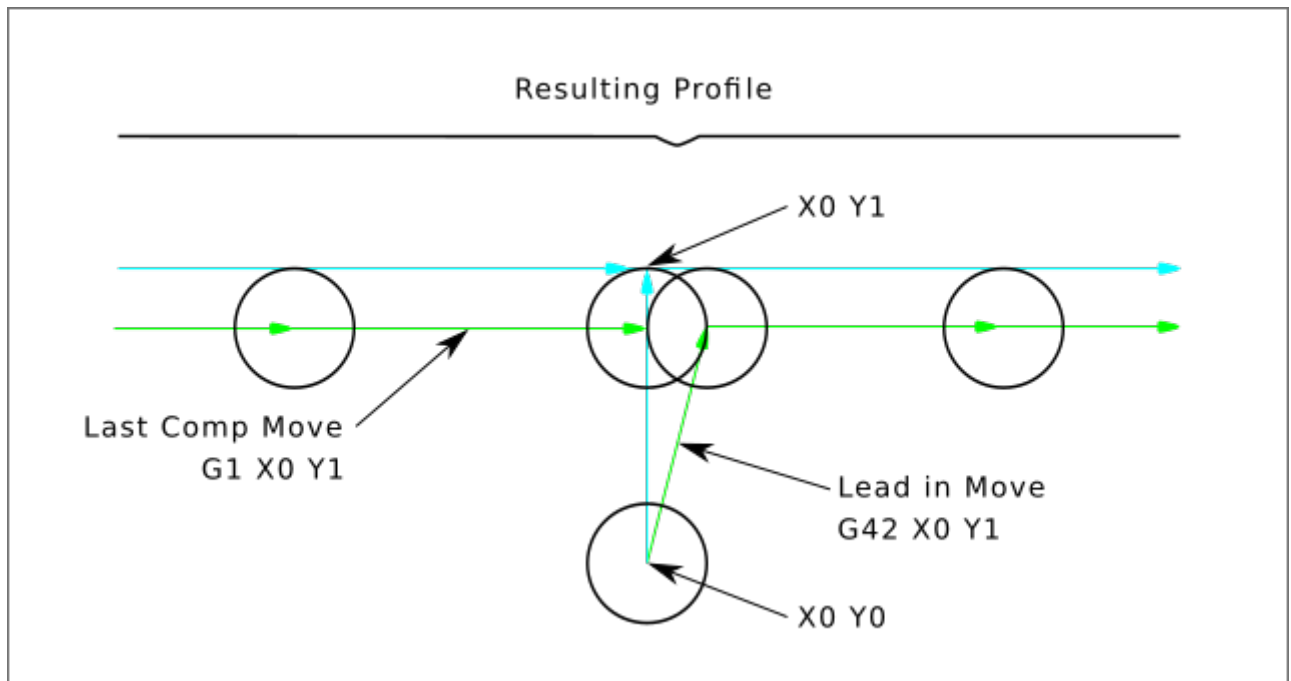 Resulting Profile
X0 Y1
Last Comp Move
G1 X0 Y1
Lead in Move
G42 X0 Y1
X0 Y0